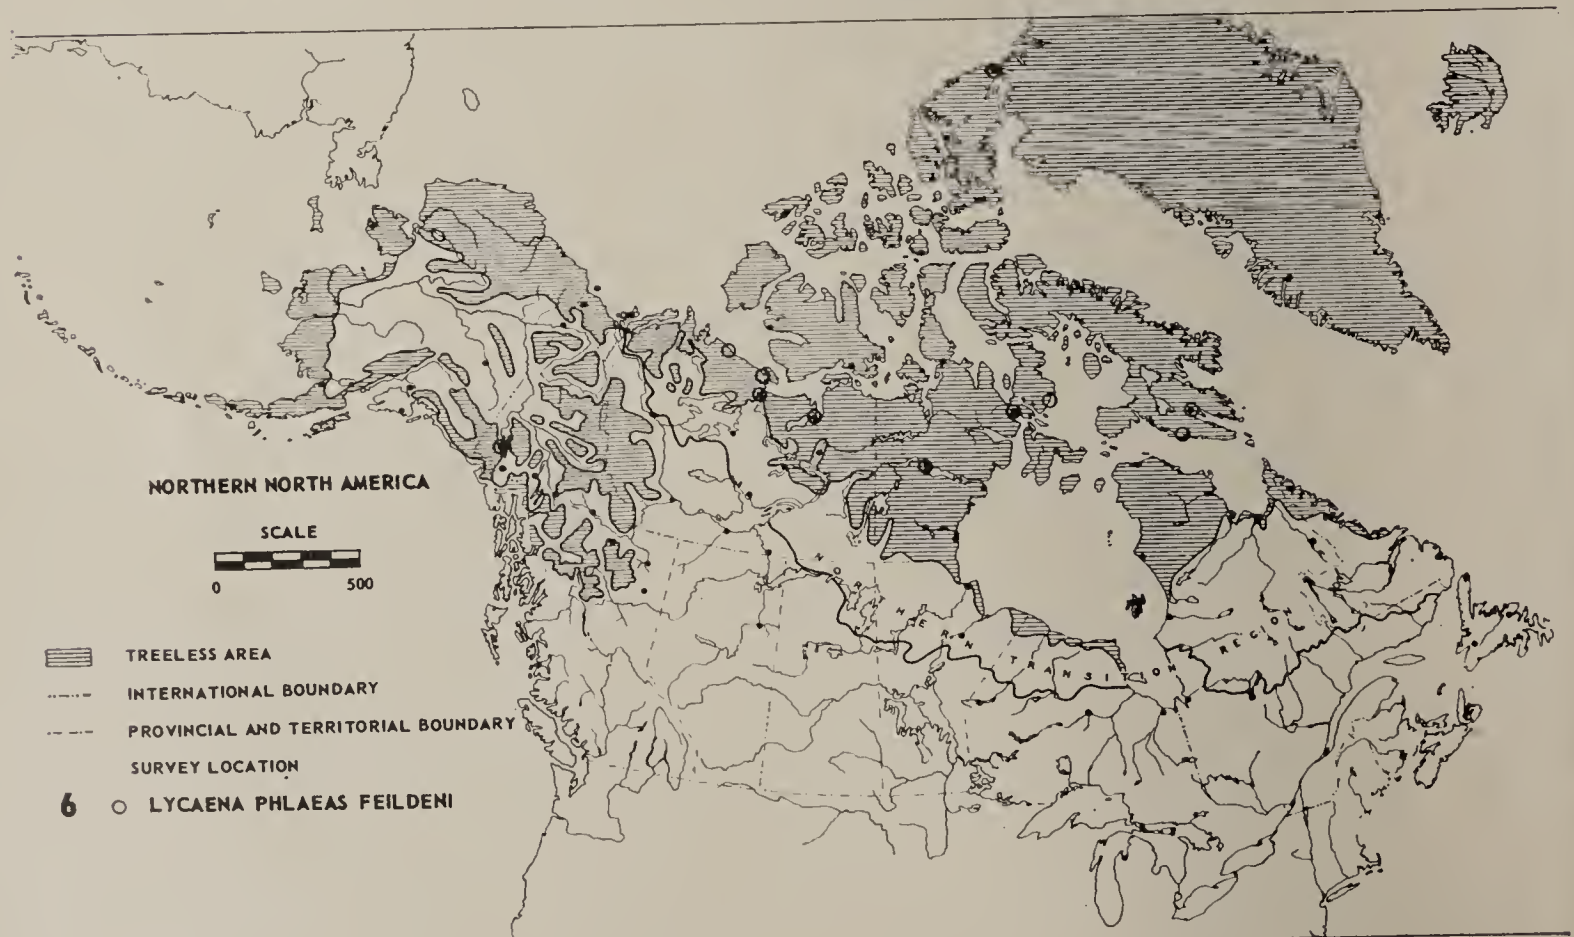 NORTHERN NORTH AMERICA
SCALE
0 500
TREELESS AREA
INTERNATIONAL BOUNDARY
PROVINCIAL AND TERRITORIAL BOUNDARY
SURVEY LOCATION
6 LYCAENA PHLAEAS FEILDENI
NORTHERN TRANSITION REGION